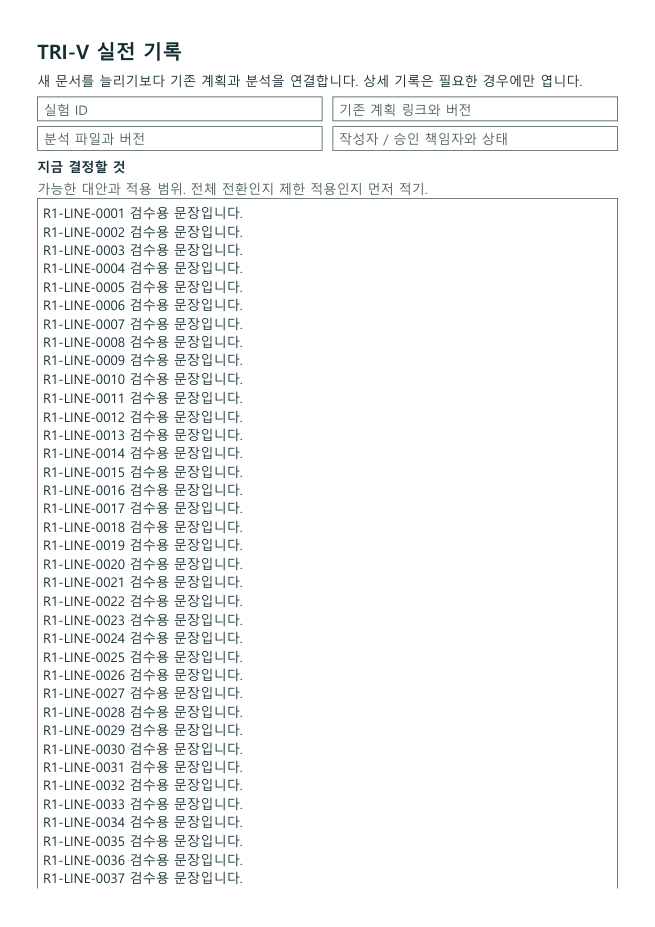 TRI-V 실전 기록
새 문서를 늘리기보다 기존 계획과 분석을 연결합니다. 상세 기록은 필요한 경우에만 엽니다.
실험 ID
기존 계획 링크와 버전
분석 파일과 버전
작성자 / 승인 책임자와 상태
지금 결정할 것
가능한 대안과 적용 범위. 전체 전환인지 제한 적용인지 먼저 적기.
R1-LINE-0001 검수용 문장입니다.
R1-LINE-0002 검수용 문장입니다.
R1-LINE-0003 검수용 문장입니다.
R1-LINE-0004 검수용 문장입니다.
R1-LINE-0005 검수용 문장입니다.
R1-LINE-0006 검수용 문장입니다.
R1-LINE-0007 검수용 문장입니다.
R1-LINE-0008 검수용 문장입니다.
R1-LINE-0009 검수용 문장입니다.
R1-LINE-0010 검수용 문장입니다.
R1-LINE-0011 검수용 문장입니다.
R1-LINE-0012 검수용 문장입니다.
R1-LINE-0013 검수용 문장입니다.
R1-LINE-0014 검수용 문장입니다.
R1-LINE-0015 검수용 문장입니다.
R1-LINE-0016 검수용 문장입니다.
R1-LINE-0017 검수용 문장입니다.
R1-LINE-0018 검수용 문장입니다.
R1-LINE-0019 검수용 문장입니다.
R1-LINE-0020 검수용 문장입니다.
R1-LINE-0021 검수용 문장입니다.
R1-LINE-0022 검수용 문장입니다.
R1-LINE-0023 검수용 문장입니다.
R1-LINE-0024 검수용 문장입니다.
R1-LINE-0025 검수용 문장입니다.
R1-LINE-0026 검수용 문장입니다.
R1-LINE-0027 검수용 문장입니다.
R1-LINE-0028 검수용 문장입니다.
R1-LINE-0029 검수용 문장입니다.
R1-LINE-0030 검수용 문장입니다.
R1-LINE-0031 검수용 문장입니다.
R1-LINE-0032 검수용 문장입니다.
R1-LINE-0033 검수용 문장입니다.
R1-LINE-0034 검수용 문장입니다.
R1-LINE-0035 검수용 문장입니다.
R1-LINE-0036 검수용 문장입니다.
R1-LINE-0037 검수용 문장입니다.